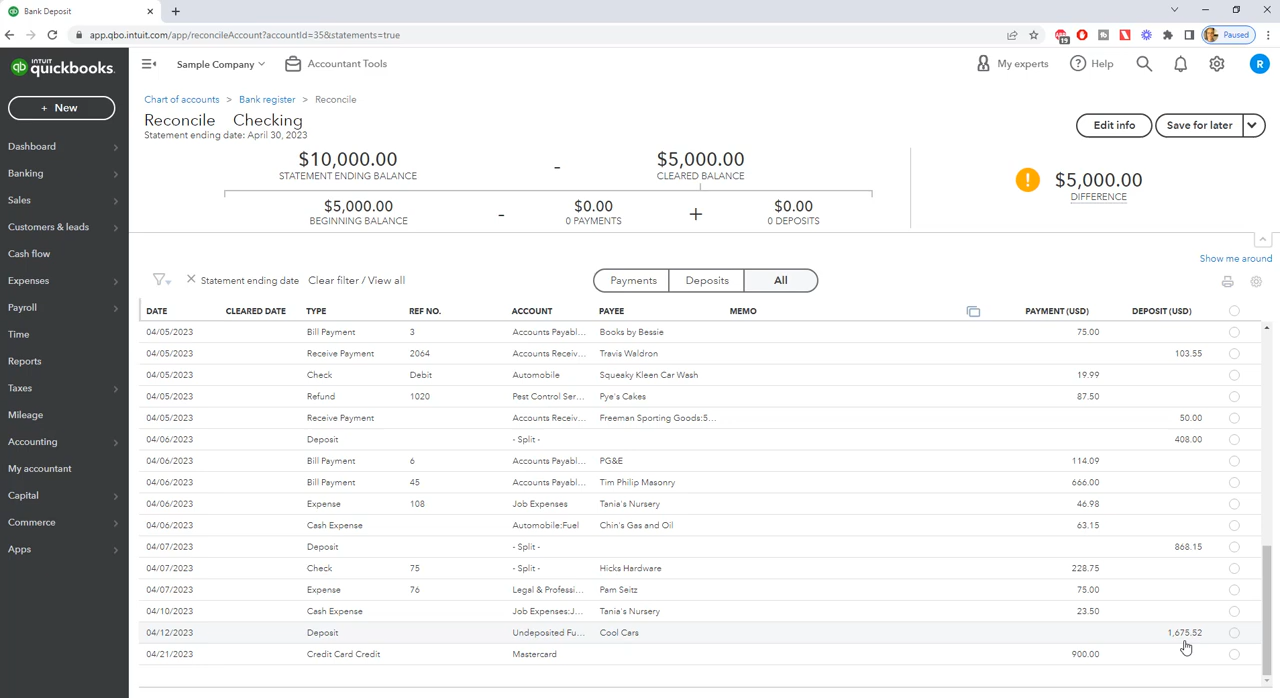 Bank Deposit
app.qbo.intuit.com/app/reconcileAccount?accountId=35&statements=true
19
Paused
INTUIT
quickbooks.
Sample Company
Accountant Tools
My experts
Help
R
+ New
Dashboard
Banking
Sales
Customers & leads
Cash flow
Expenses
Payroll
Time
Reports
Taxes
Mileage
Accounting
My accountant
Capital
Commerce
Apps
Chart of accounts > Bank register > Reconcile
Reconcile Checking
Statement ending date: April 30, 2023
Edit info
Save for later
$10,000.00 - $5,000.00
STATEMENT ENDING BALANCE CLEARED BALANCE
$5,000.00 - $0.00 + $0.00
BEGINNING BALANCE 0 PAYMENTS 0 DEPOSITS
! $5,000.00
DIFFERENCE
Show me around
Statement ending date Clear filter / View all
Payments Deposits All
DATE CLEARED DATE TYPE REF NO. ACCOUNT PAYEE MEMO PAYMENT (USD) DEPOSIT (USD)
04/05/2023 Bill Payment 3 Accounts Payabl... Books by Bessie 75.00
04/05/2023 Receive Payment 2064 Accounts Receiv... Travis Waldron 103.55
04/05/2023 Check Debit Automobile Squeaky Kleen Car Wash 19.99
04/05/2023 Refund 1020 Pest Control Ser... Pye's Cakes 87.50
04/05/2023 Receive Payment Accounts Receiv... Freeman Sporting Goods:5... 50.00
04/06/2023 Deposit - Split - 408.00
04/06/2023 Bill Payment 6 Accounts Payabl... PG&E 114.09
04/06/2023 Bill Payment 45 Accounts Payabl... Tim Philip Masonry 666.00
04/06/2023 Expense 108 Job Expenses Tania's Nursery 46.98
04/06/2023 Cash Expense Automobile:Fuel Chin's Gas and Oil 63.15
04/07/2023 Deposit - Split - 868.15
04/07/2023 Check 75 - Split - Hicks Hardware 228.75
04/07/2023 Expense 76 Legal & Professi... Pam Seitz 75.00
04/10/2023 Cash Expense Job Expenses:J... Tania's Nursery 23.50
04/12/2023 Deposit Undeposited Fu... Cool Cars 1,675.52
04/21/2023 Credit Card Credit Mastercard 900.00